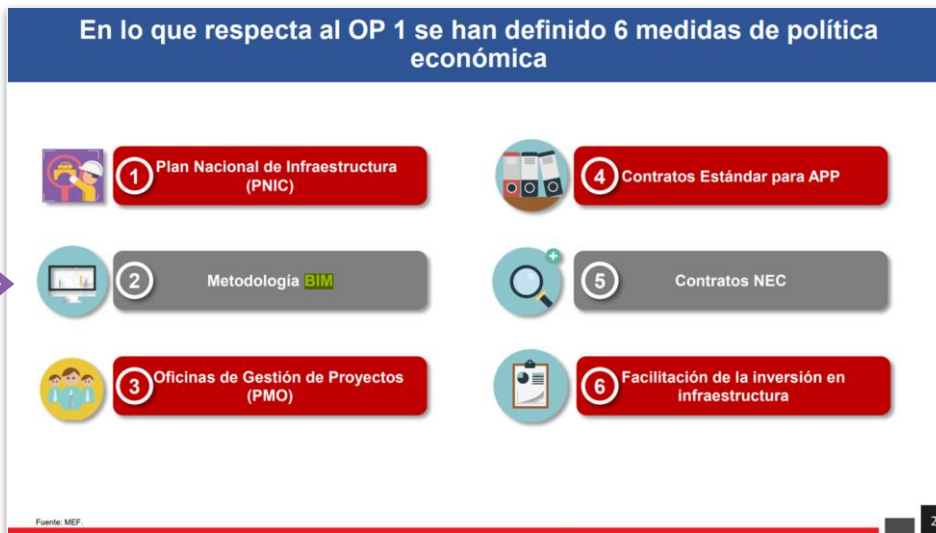 En lo que respecta al OP 1 se han definido 6 medidas de política
económica
1
Plan Nacional de Infraestructura
(PNIC)
2
Metodología BIM
3
Oficinas de Gestión de Proyectos
(PMO)
4
Contratos Estándar para APP
5
Contratos NEC
6
Facilitación de la inversión en
infraestructura
Fuente: MEF.
2